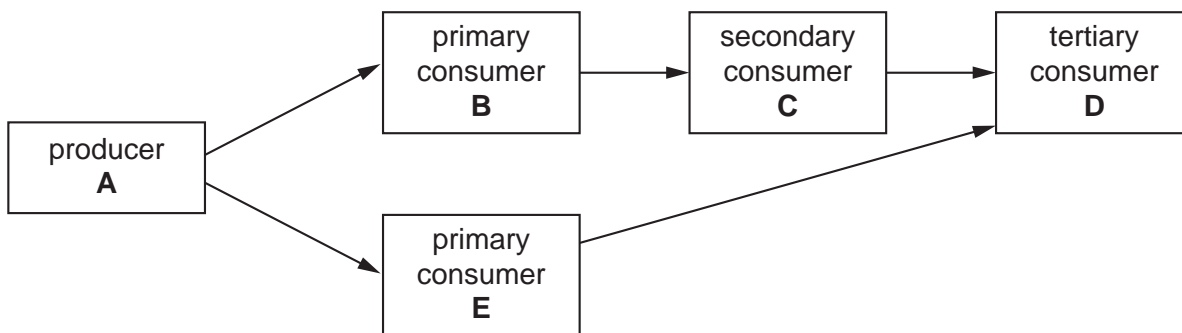 primary
consumer
B
secondary
consumer
C
tertiary
consumer
D
producer
A
primary
consumer
E